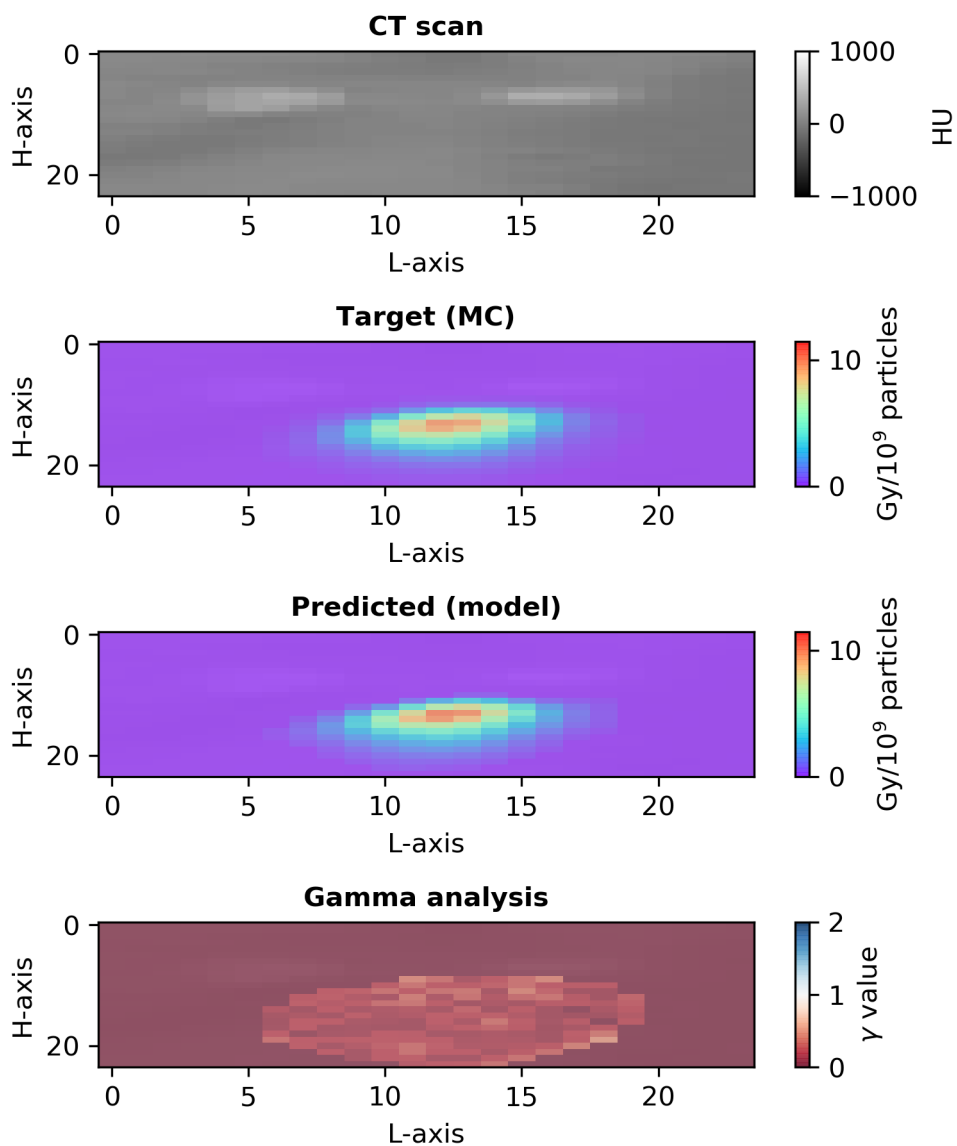 CT scan
0
20
H-axis
0 5 10 15 20
L-axis
1000
0
−1000
HU
Target (MC)
0
20
H-axis
0 5 10 15 20
L-axis
10
0
Gy/10⁹ particles
Predicted (model)
0
20
H-axis
0 5 10 15 20
L-axis
10
0
Gy/10⁹ particles
Gamma analysis
0
20
H-axis
0 5 10 15 20
L-axis
2
1
0
γ value